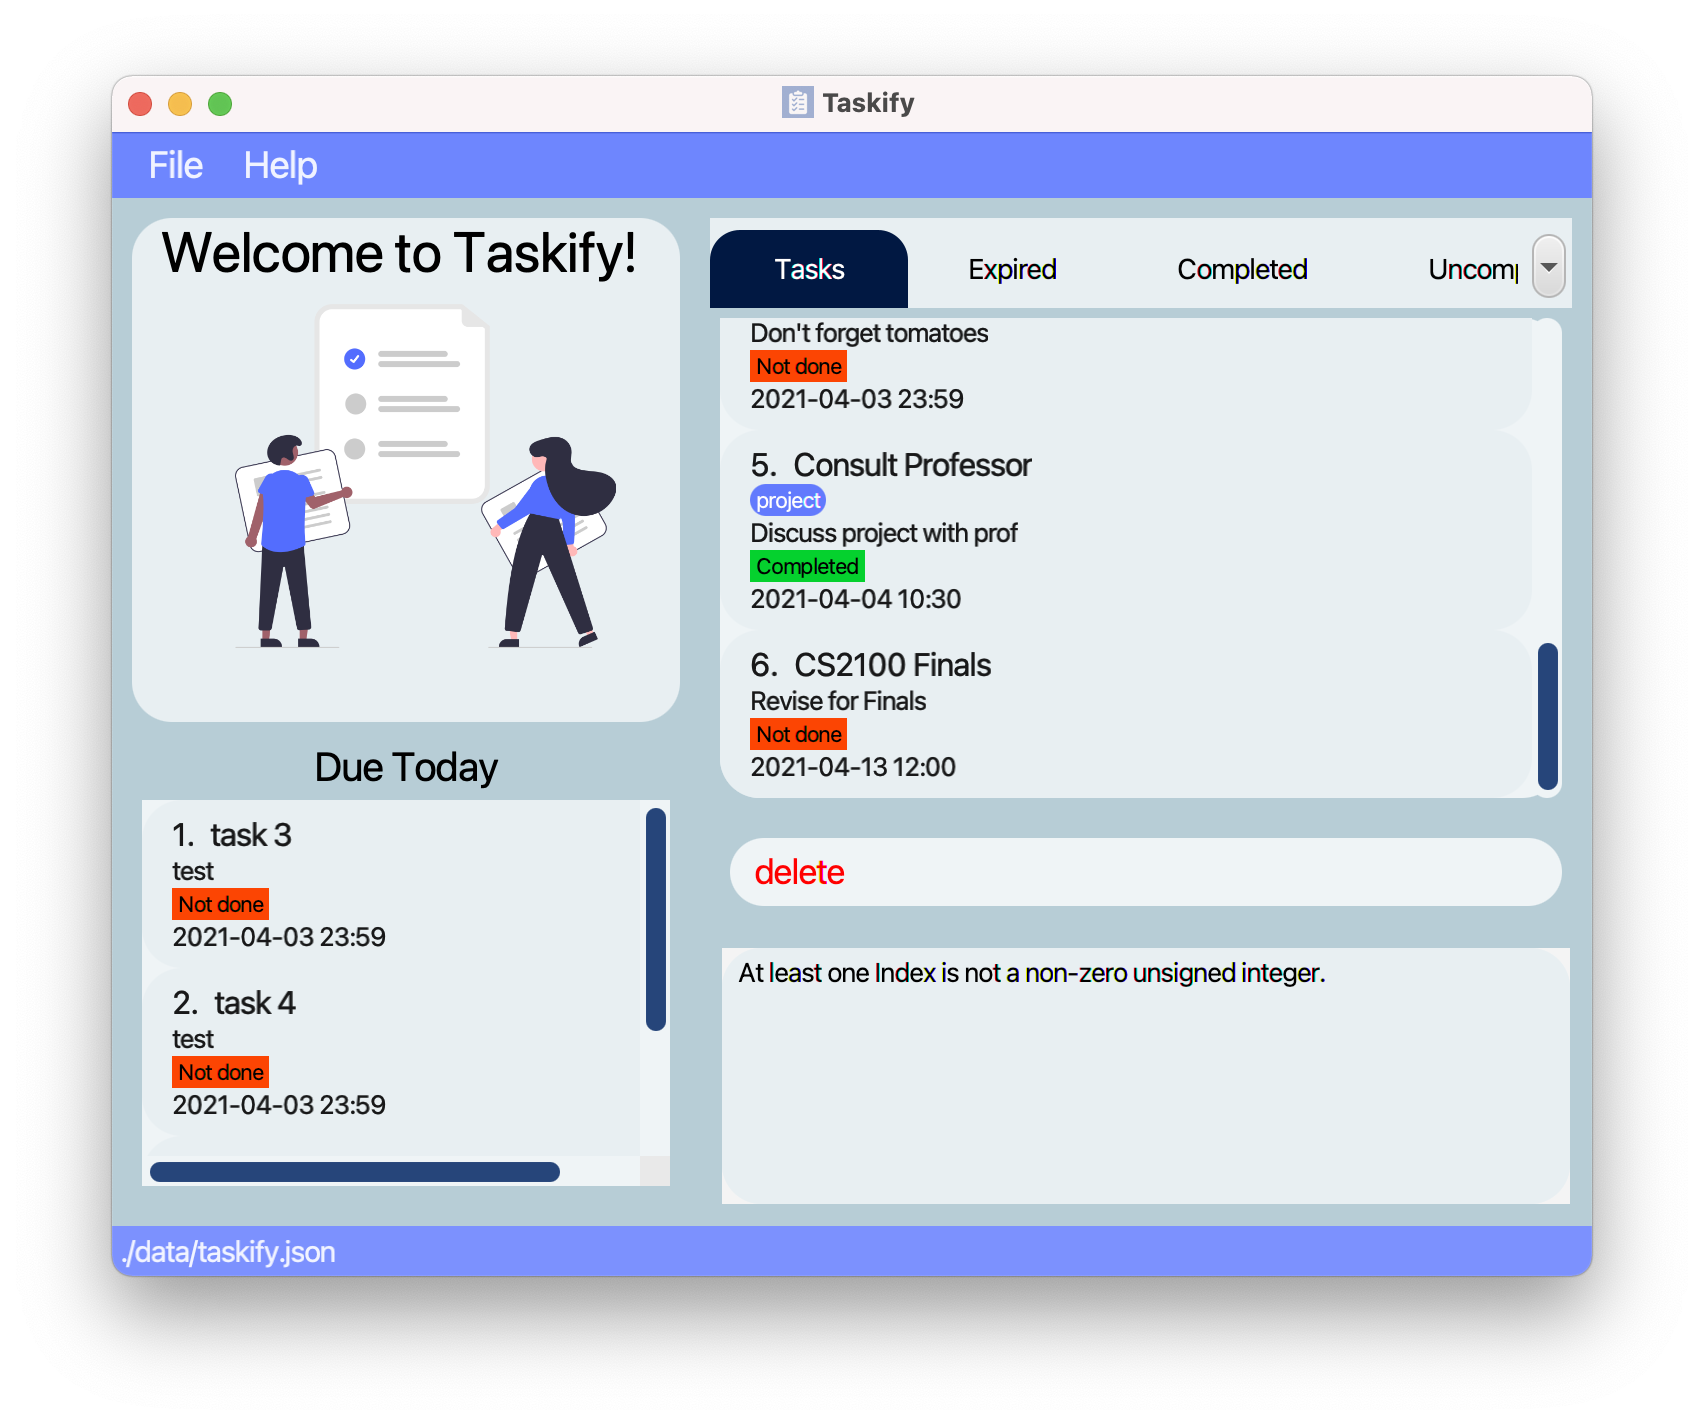 Taskify
File Help
Welcome to Taskify!
Due Today
1. task 3
test
Not done
2021-04-03 23:59
2. task 4
test
Not done
2021-04-03 23:59
Tasks Expired Completed Uncomp
Don't forget tomatoes
Not done
2021-04-03 23:59
5. Consult Professor
project
Discuss project with prof
Completed
2021-04-04 10:30
6. CS2100 Finals
Revise for Finals
Not done
2021-04-13 12:00
delete
At least one Index is not a non-zero unsigned integer.
./data/taskify.json